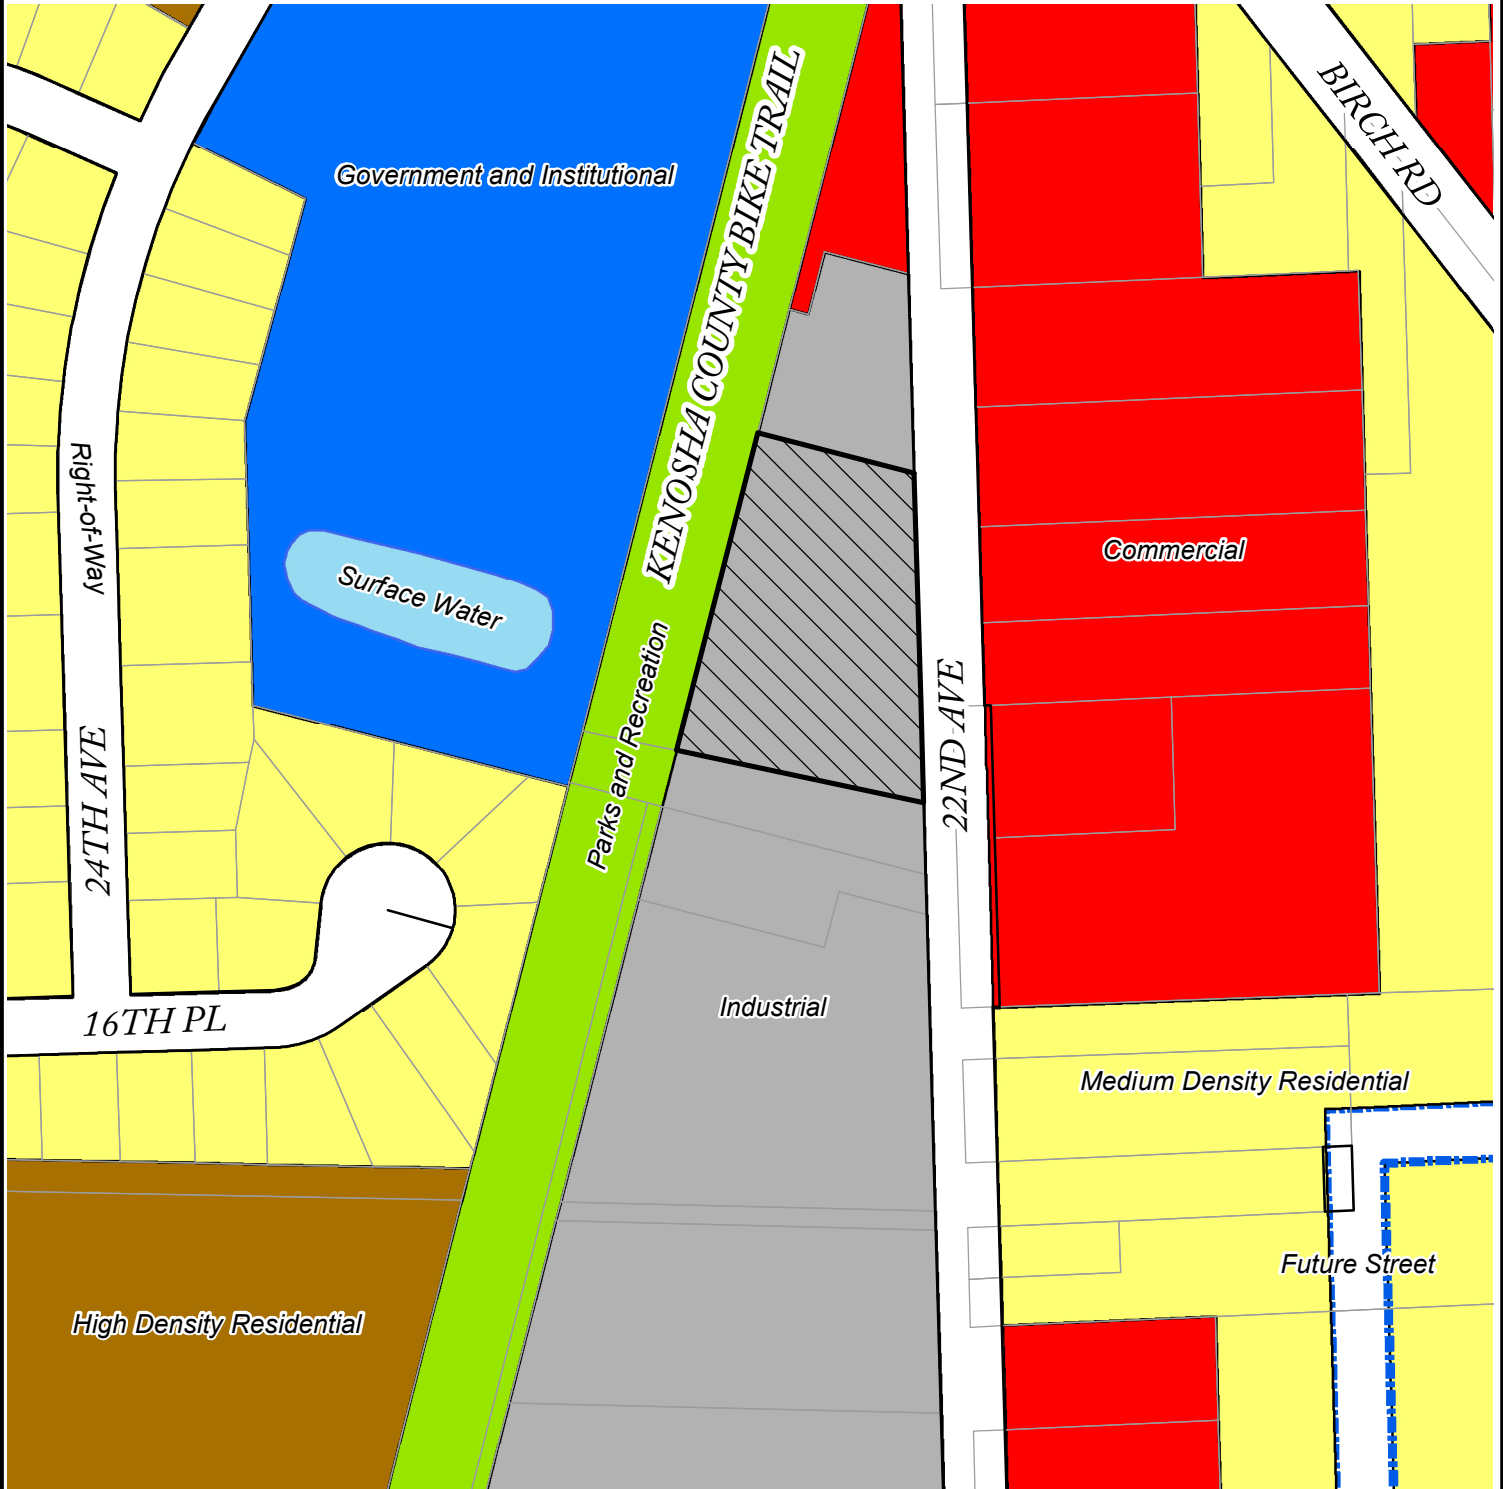 BIRCH RD
Government and Institutional
KENOSHA COUNTY BIKE TRAIL
Right-of-Way
Commercial
Surface Water
Parks and Recreation
22ND AVE
24TH AVE
Industrial
16TH PL
Medium Density Residential
Future Street
High Density Residential